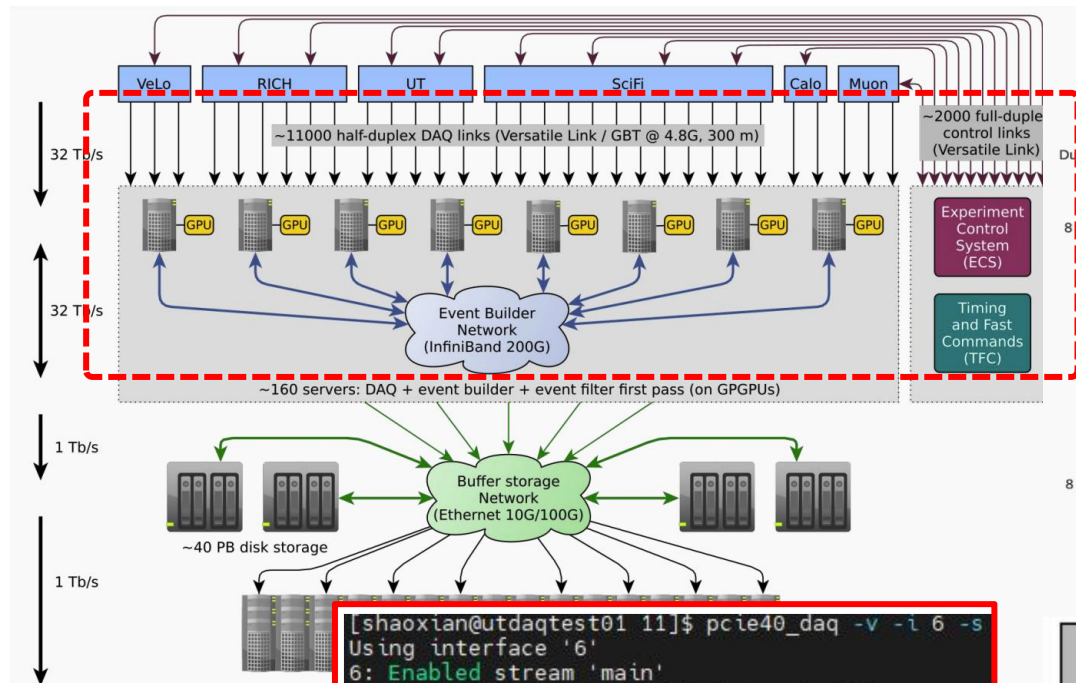 VeLo
RICH
UT
SciFi
Calo
Muon
~11000 half-duplex DAQ links (Versatile Link / GBT @ 4.8G, 300 m)
~2000 full-duple
control links
(Versatile Link)
32 Tb/s
Du
GPU
GPU
GPU
GPU
GPU
GPU
GPU
GPU
Experiment
Control
System
(ECS)
8
32 Tb/s
Event Builder
Network
(InfiniBand 200G)
Timing
and Fast
Commands
(TFC)
~160 servers: DAQ + event builder + event filter first pass (on GPGPUs)
1 Tb/s
Buffer storage
Network
(Ethernet 10G/100G)
8
~40 PB disk storage
1 Tb/s
[shaoxian@utdaqtest01 11]$ pcie40_daq -v -i 6 -s
Using interface '6'
6: Enabled stream 'main'